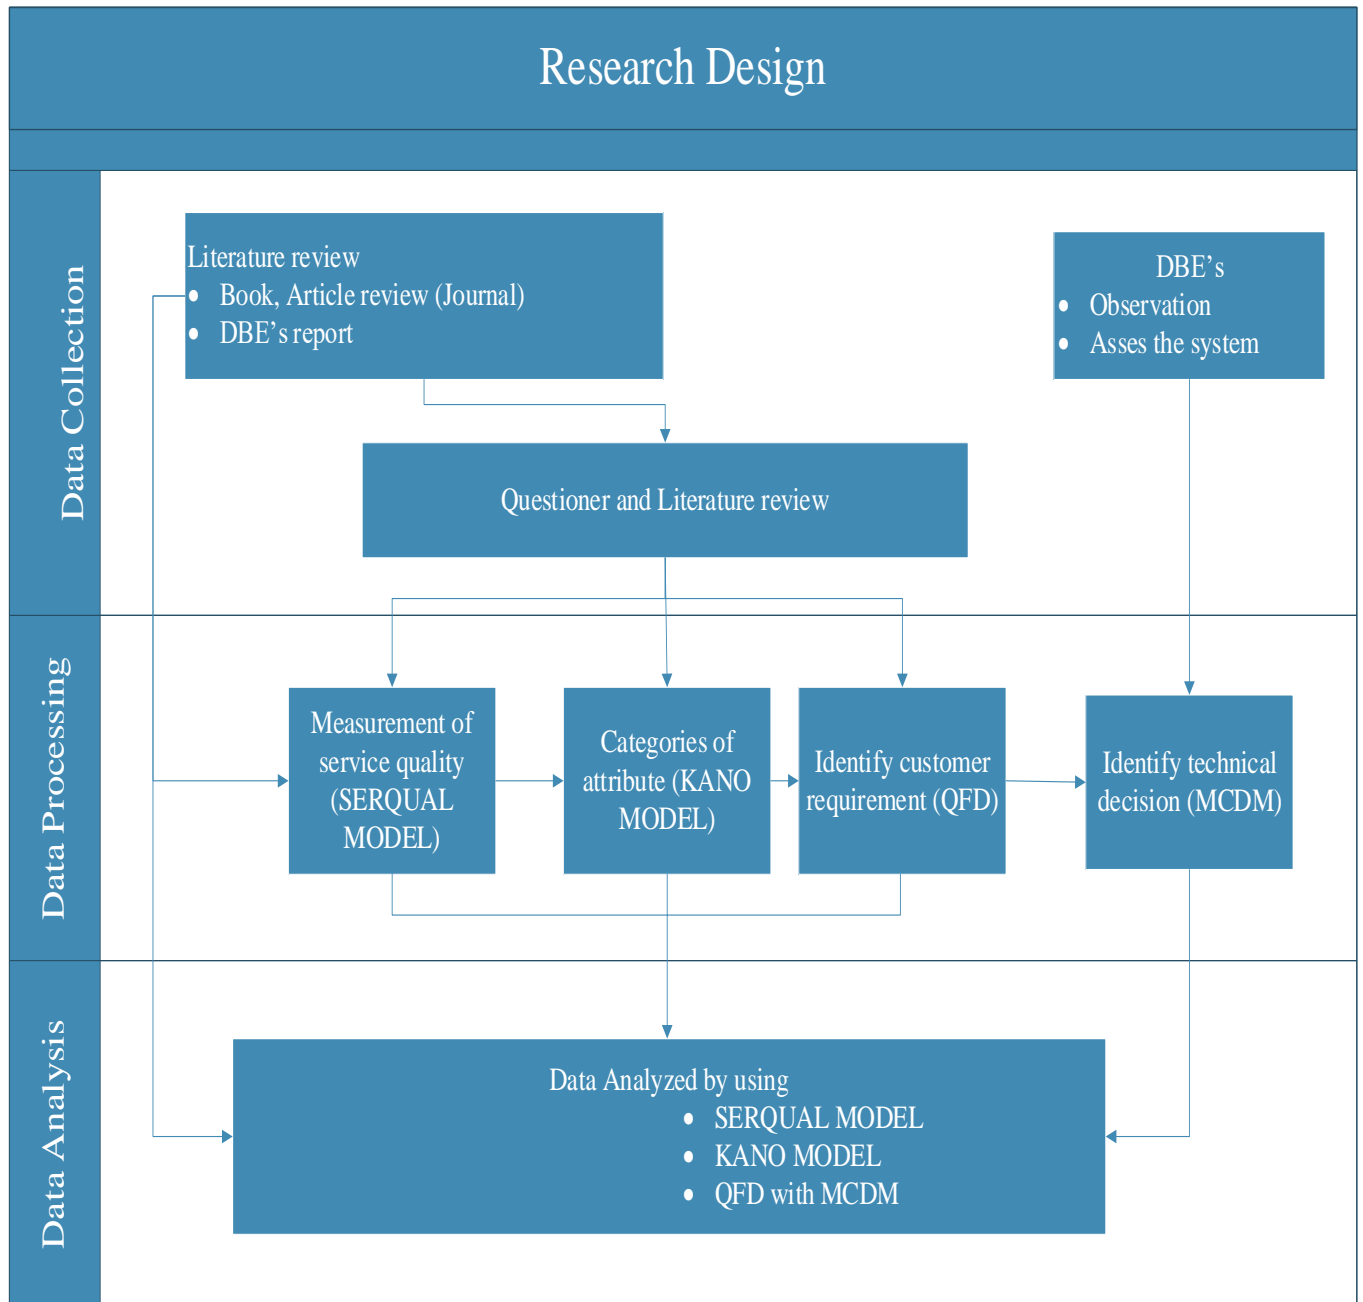 Research Design
Data Collection
Literature review
• Book, Article review (Journal)
• DBE’s report
DBE’s
• Observation
• Asses the system
Questioner and Literature review
Data Processing
Measurement of
service quality
(SERQUAL
MODEL)
Categories of
attribute (KANO
MODEL)
Identify customer
requirement (QFD)
Identify technical
decision (MCDM)
Data Analysis
Data Analyzed by using
• SERQUAL MODEL
• KANO MODEL
• QFD with MCDM